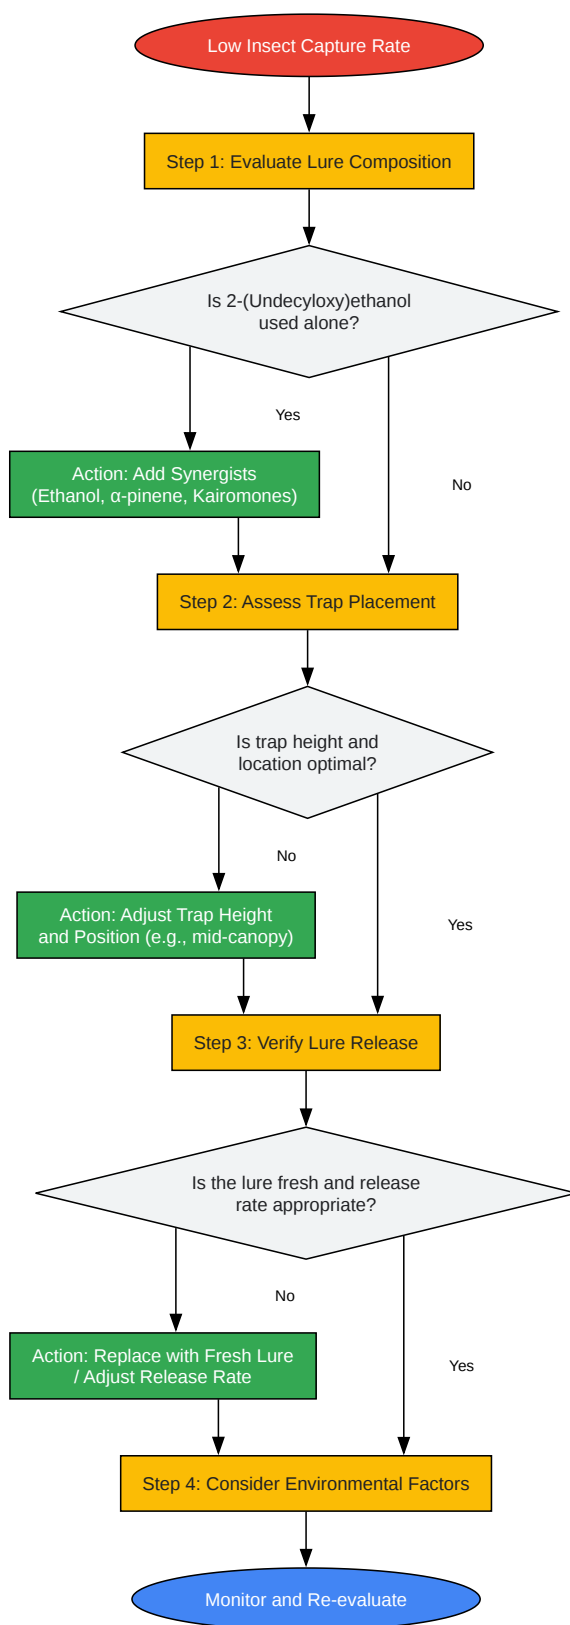 Low Insect Capture Rate
Step 1: Evaluate Lure Composition
Is 2-(Undecyloxy)ethanol
used alone?
Yes
Action: Add Synergists
(Ethanol, α-pinene, Kairomones)
No
Step 2: Assess Trap Placement
Is trap height and
location optimal?
No
Action: Adjust Trap Height
and Position (e.g., mid-canopy)
Yes
Step 3: Verify Lure Release
Is the lure fresh and release
rate appropriate?
No
Action: Replace with Fresh Lure
/ Adjust Release Rate
Yes
Step 4: Consider Environmental Factors
Monitor and Re-evaluate